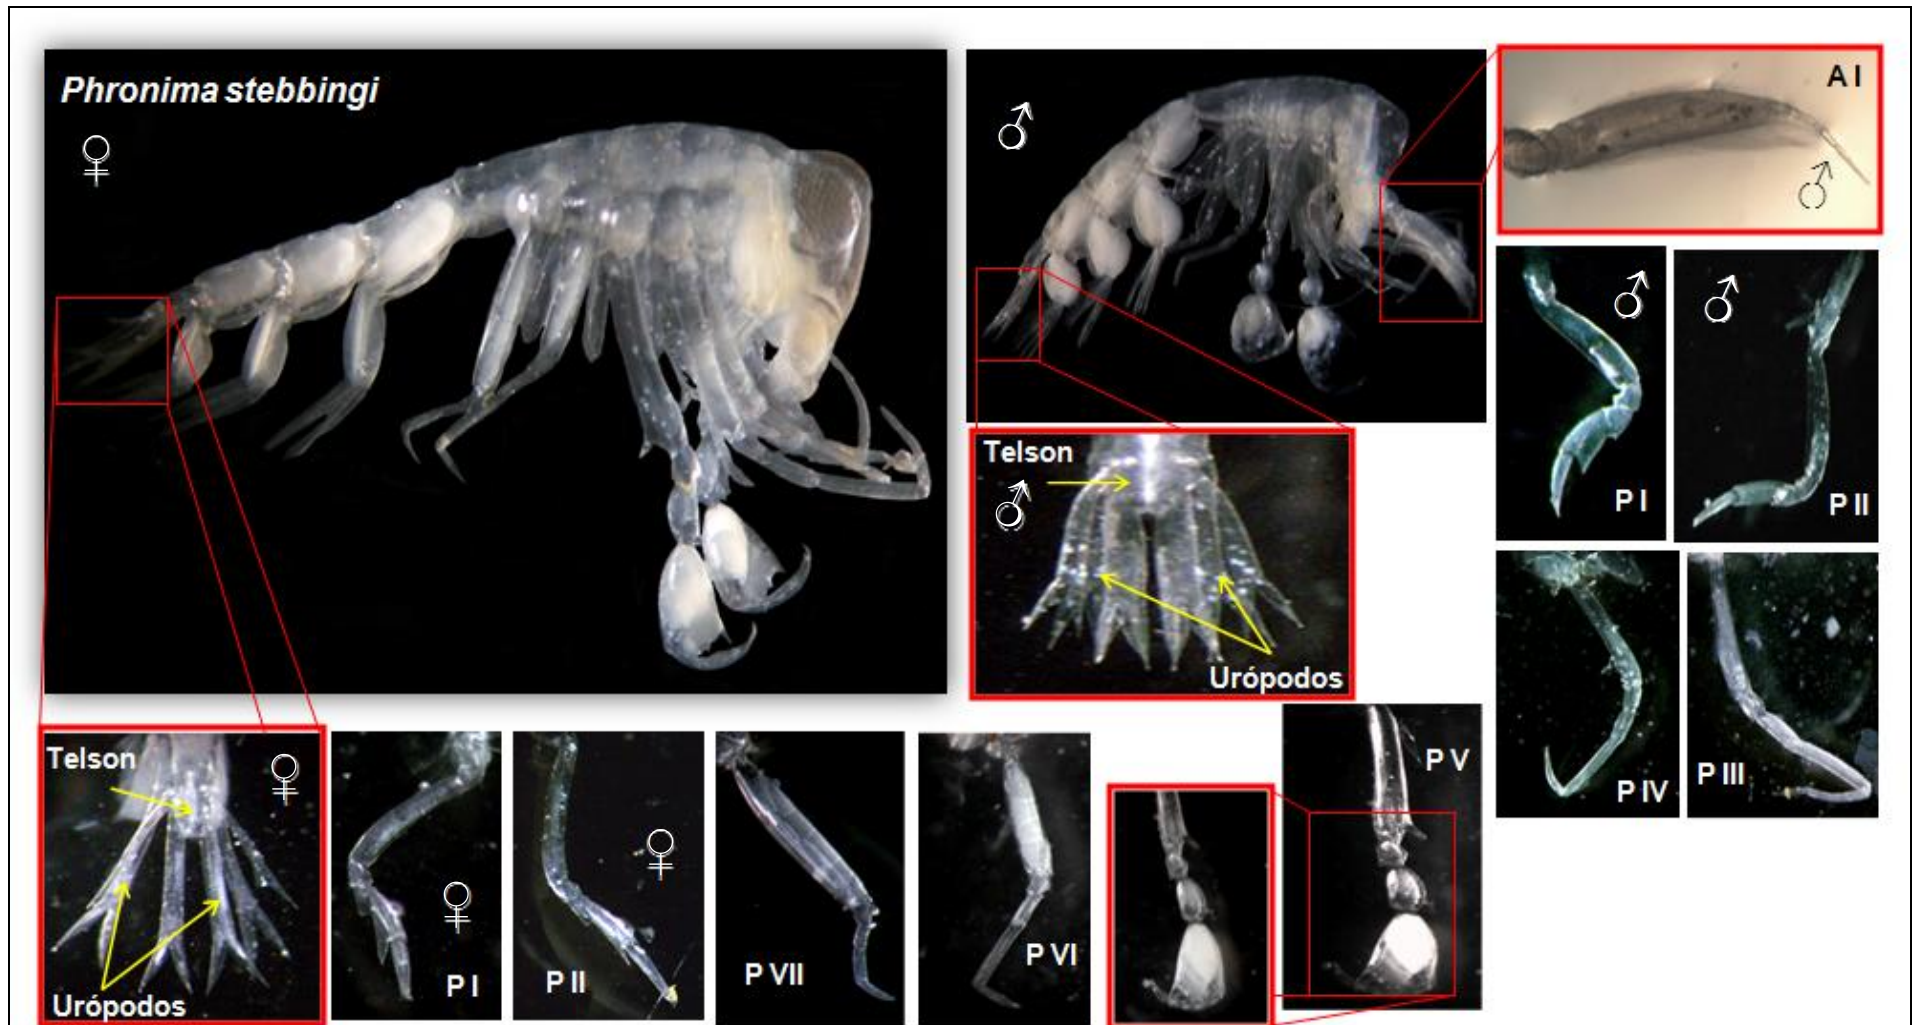 Phronima stebbingi
♀
♂
A I
♂
♂
P I
♂
P II
Telson
♂
Urópodos
P IV
P III
Telson
♀
Urópodos
♀
P I
♀
P II
P VII
P VI
P V